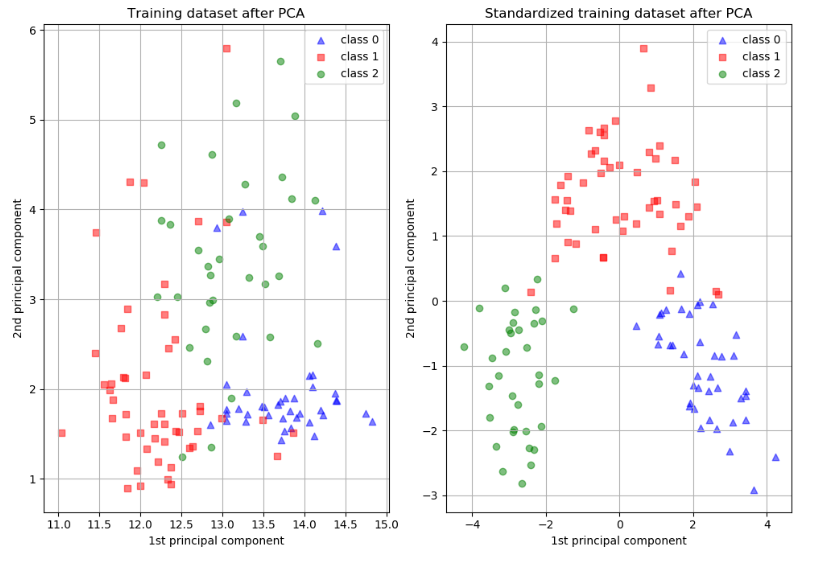 Training dataset after PCA
6
5
4
3
2
1
2nd principal component
class 0
class 1
class 2
11.0 11.5 12.0 12.5 13.0 13.5 14.0 14.5 15.0
1st principal component
Standardized training dataset after PCA
4
3
2
1
0
−1
−2
−3
2nd principal component
class 0
class 1
class 2
−4 −2 0 2 4
1st principal component